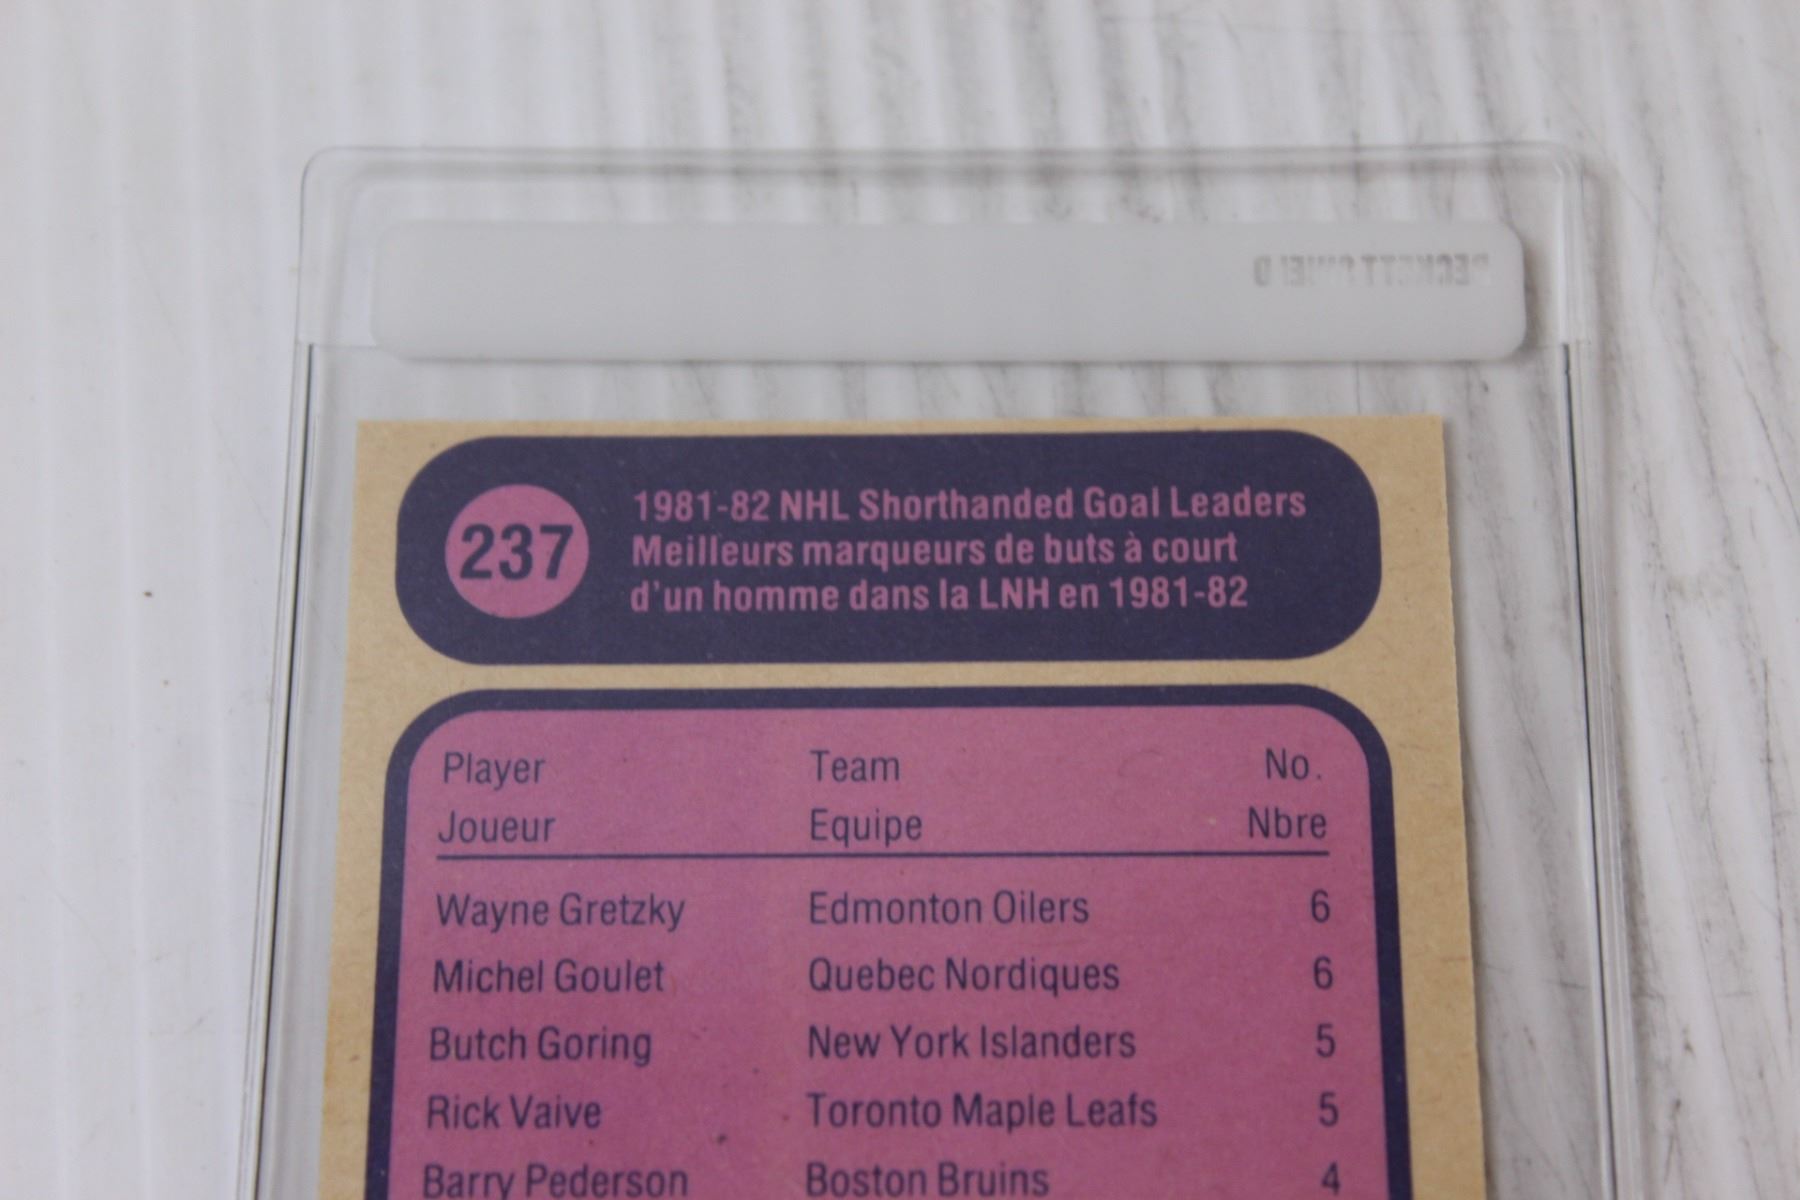 237
1981-82 NHL Shorthanded Goal Leaders
Meilleurs marqueurs de buts à court
d'un homme dans la LNH en 1981-82
Player Team No.
Joueur Equipe Nbre
Wayne Gretzky Edmonton Oilers 6
Michel Goulet Quebec Nordiques 6
Butch Goring New York Islanders 5
Rick Vaive Toronto Maple Leafs 5
Barry Pederson Boston Bruins 4